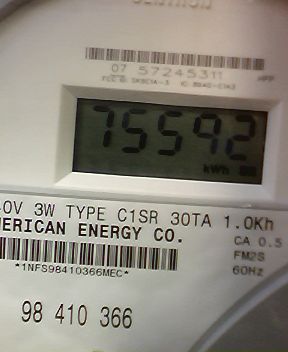 07 57245311
75592
kWh
0V 3W TYPE C1SR 30TA 1.0Kh
ERICAN ENERGY CO.
CA 0.5
FM2S
60Hz
*1NFS98410366MEC*
98 410 366